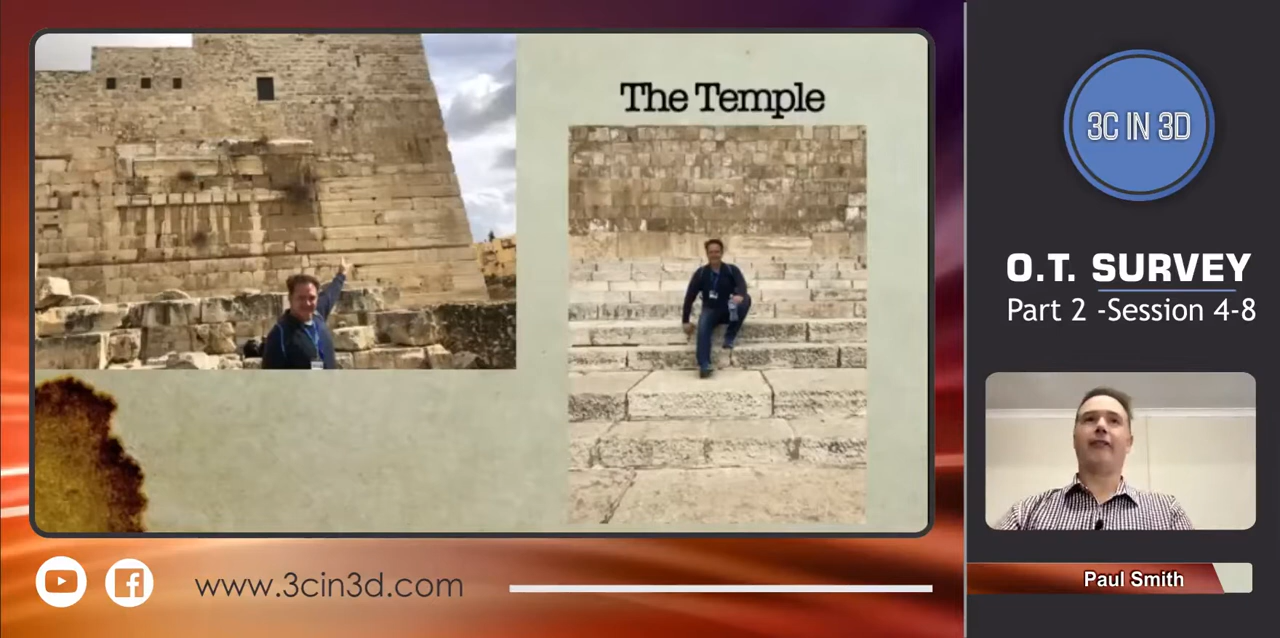 The Temple
3C IN 3D
O.T. SURVEY
Part 2 -Session 4-8
Paul Smith
www.3cin3d.com